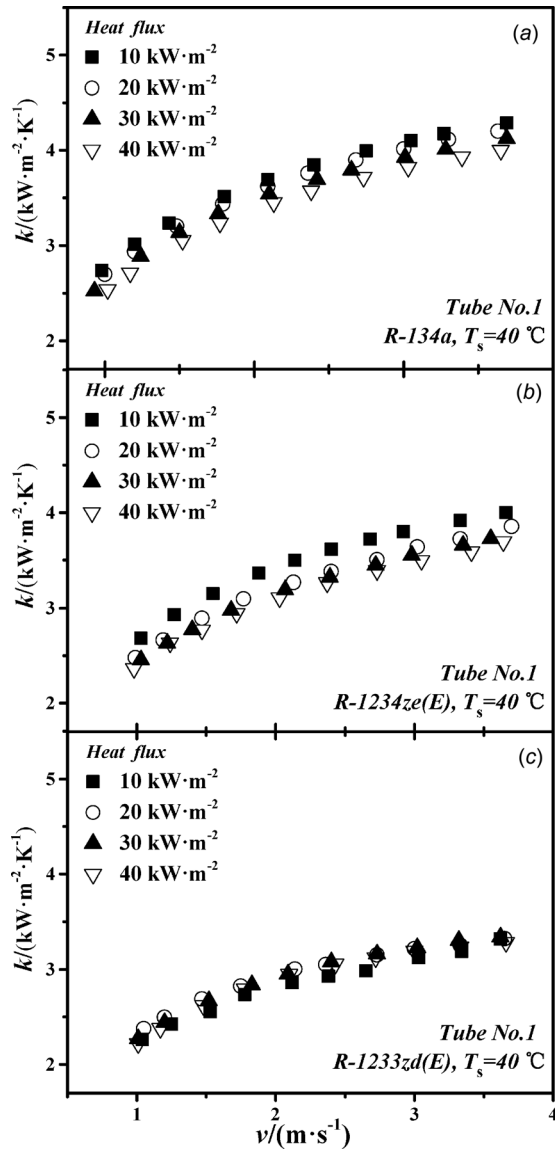 Heat flux
(a)
10 kW·m⁻²
20 kW·m⁻²
30 kW·m⁻²
40 kW·m⁻²
5
4
3
2
k/(kW·m⁻²·K⁻¹)
Tube No.1
R-134a, Tₛ=40 ℃
Heat flux
(b)
10 kW·m⁻²
20 kW·m⁻²
30 kW·m⁻²
40 kW·m⁻²
5
4
3
2
k/(kW·m⁻²·K⁻¹)
Tube No.1
R-1234ze(E), Tₛ=40 ℃
Heat flux
(c)
10 kW·m⁻²
20 kW·m⁻²
30 kW·m⁻²
40 kW·m⁻²
5
4
3
2
k/(kW·m⁻²·K⁻¹)
Tube No.1
R-1233zd(E), Tₛ=40 ℃
1 2 3 4
v/(m·s⁻¹)